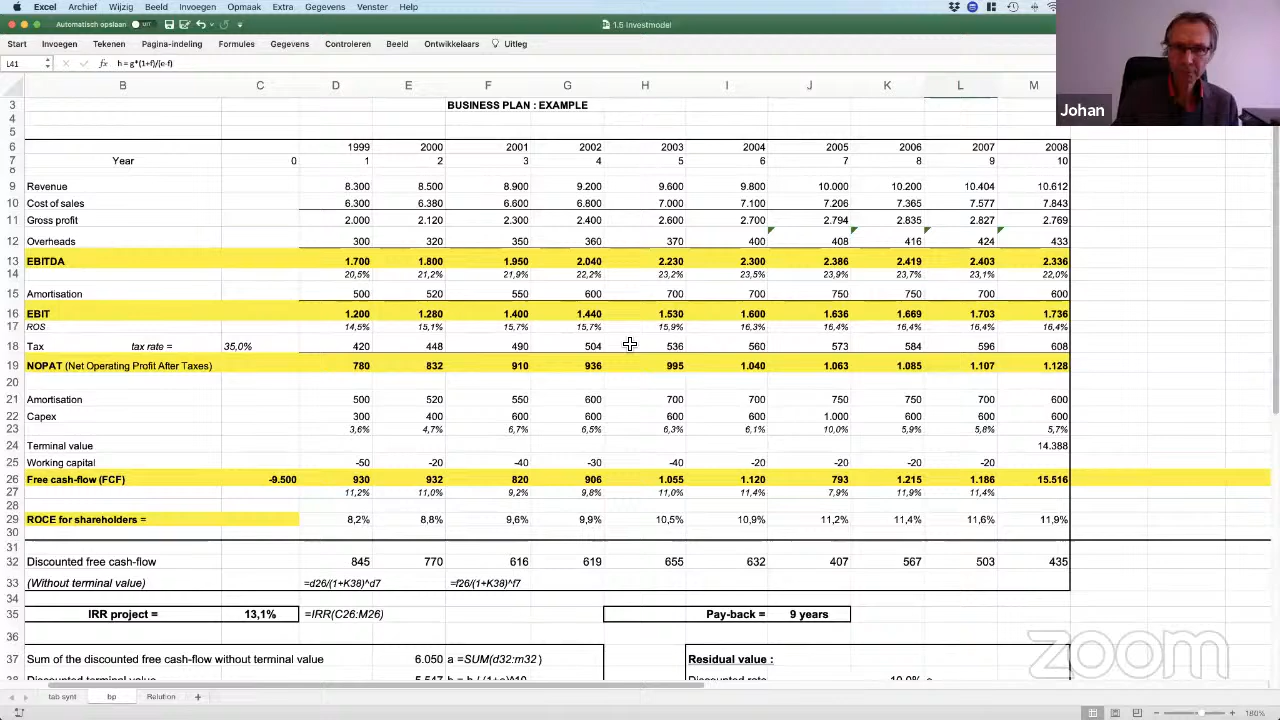 Excel Archief Wijzig Beeld Invoegen Opmaak Extra Gegevens Venster Help
Automatisch opslaan UIT 1.5 Investmodel
Start Invoegen Tekenen Pagina-indeling Formules Gegevens Controleren Beeld Ontwikkelaars Uitleg
L41 fx h = g*(1+f)/(e-f)
Johan
B C D E F G H I J K L M
3 BUSINESS PLAN : EXAMPLE
4
5
6 1999 2000 2001 2002 2003 2004 2005 2006 2007 2008
7 Year 0 1 2 3 4 5 6 7 8 9 10
8
9 Revenue 8.300 8.500 8.900 9.200 9.600 9.800 10.000 10.200 10.404 10.612
10 Cost of sales 6.300 6.380 6.600 6.800 7.000 7.100 7.206 7.365 7.577 7.843
11 Gross profit 2.000 2.120 2.300 2.400 2.600 2.700 2.794 2.835 2.827 2.769
12 Overheads 300 320 350 360 370 400 408 416 424 433
13 EBITDA 1.700 1.800 1.950 2.040 2.230 2.300 2.386 2.419 2.403 2.336
14 20,5% 21,2% 21,9% 22,2% 23,2% 23,5% 23,9% 23,7% 23,1% 22,0%
15 Amortisation 500 520 550 600 700 700 750 750 700 600
16 EBIT 1.200 1.280 1.400 1.440 1.530 1.600 1.636 1.669 1.703 1.736
17 ROS 14,5% 15,1% 15,7% 15,7% 15,9% 16,3% 16,4% 16,4% 16,4% 16,4%
18 Tax tax rate = 35,0% 420 448 490 504 536 560 573 584 596 608
19 NOPAT (Net Operating Profit After Taxes) 780 832 910 936 995 1.040 1.063 1.085 1.107 1.128
20
21 Amortisation 500 520 550 600 700 700 750 750 700 600
22 Capex 300 400 600 600 600 600 1.000 600 600 600
23 3,6% 4,7% 6,7% 6,5% 6,3% 6,1% 10,0% 5,9% 5,8% 5,7%
24 Terminal value 14.388
25 Working capital -50 -20 -40 -30 -40 -20 -20 -20 -20
26 Free cash-flow (FCF) -9.500 930 932 820 906 1.055 1.120 793 1.215 1.186 15.516
27 11,2% 11,0% 9,2% 9,8% 11,0% 11,4% 7,9% 11,9% 11,4%
28
29 ROCE for shareholders = 8,2% 8,8% 9,6% 9,9% 10,5% 10,9% 11,2% 11,4% 11,6% 11,9%
30
31
32 Discounted free cash-flow 845 770 616 619 655 632 407 567 503 435
33 (Without terminal value) =d26/(1+K38)^d7 =f26/(1+K38)^f7
34
35 IRR project = 13,1% =IRR(C26:M26) Pay-back = 9 years
36
37 Sum of the discounted free cash-flow without terminal value 6.050 a =SUM(d32:m32 ) Residual value :
Discounted terminal value 5.547 b = h / (1+e)^10 Discounted rate 10,0% e
zoom
tab synt bp Relution +
180%